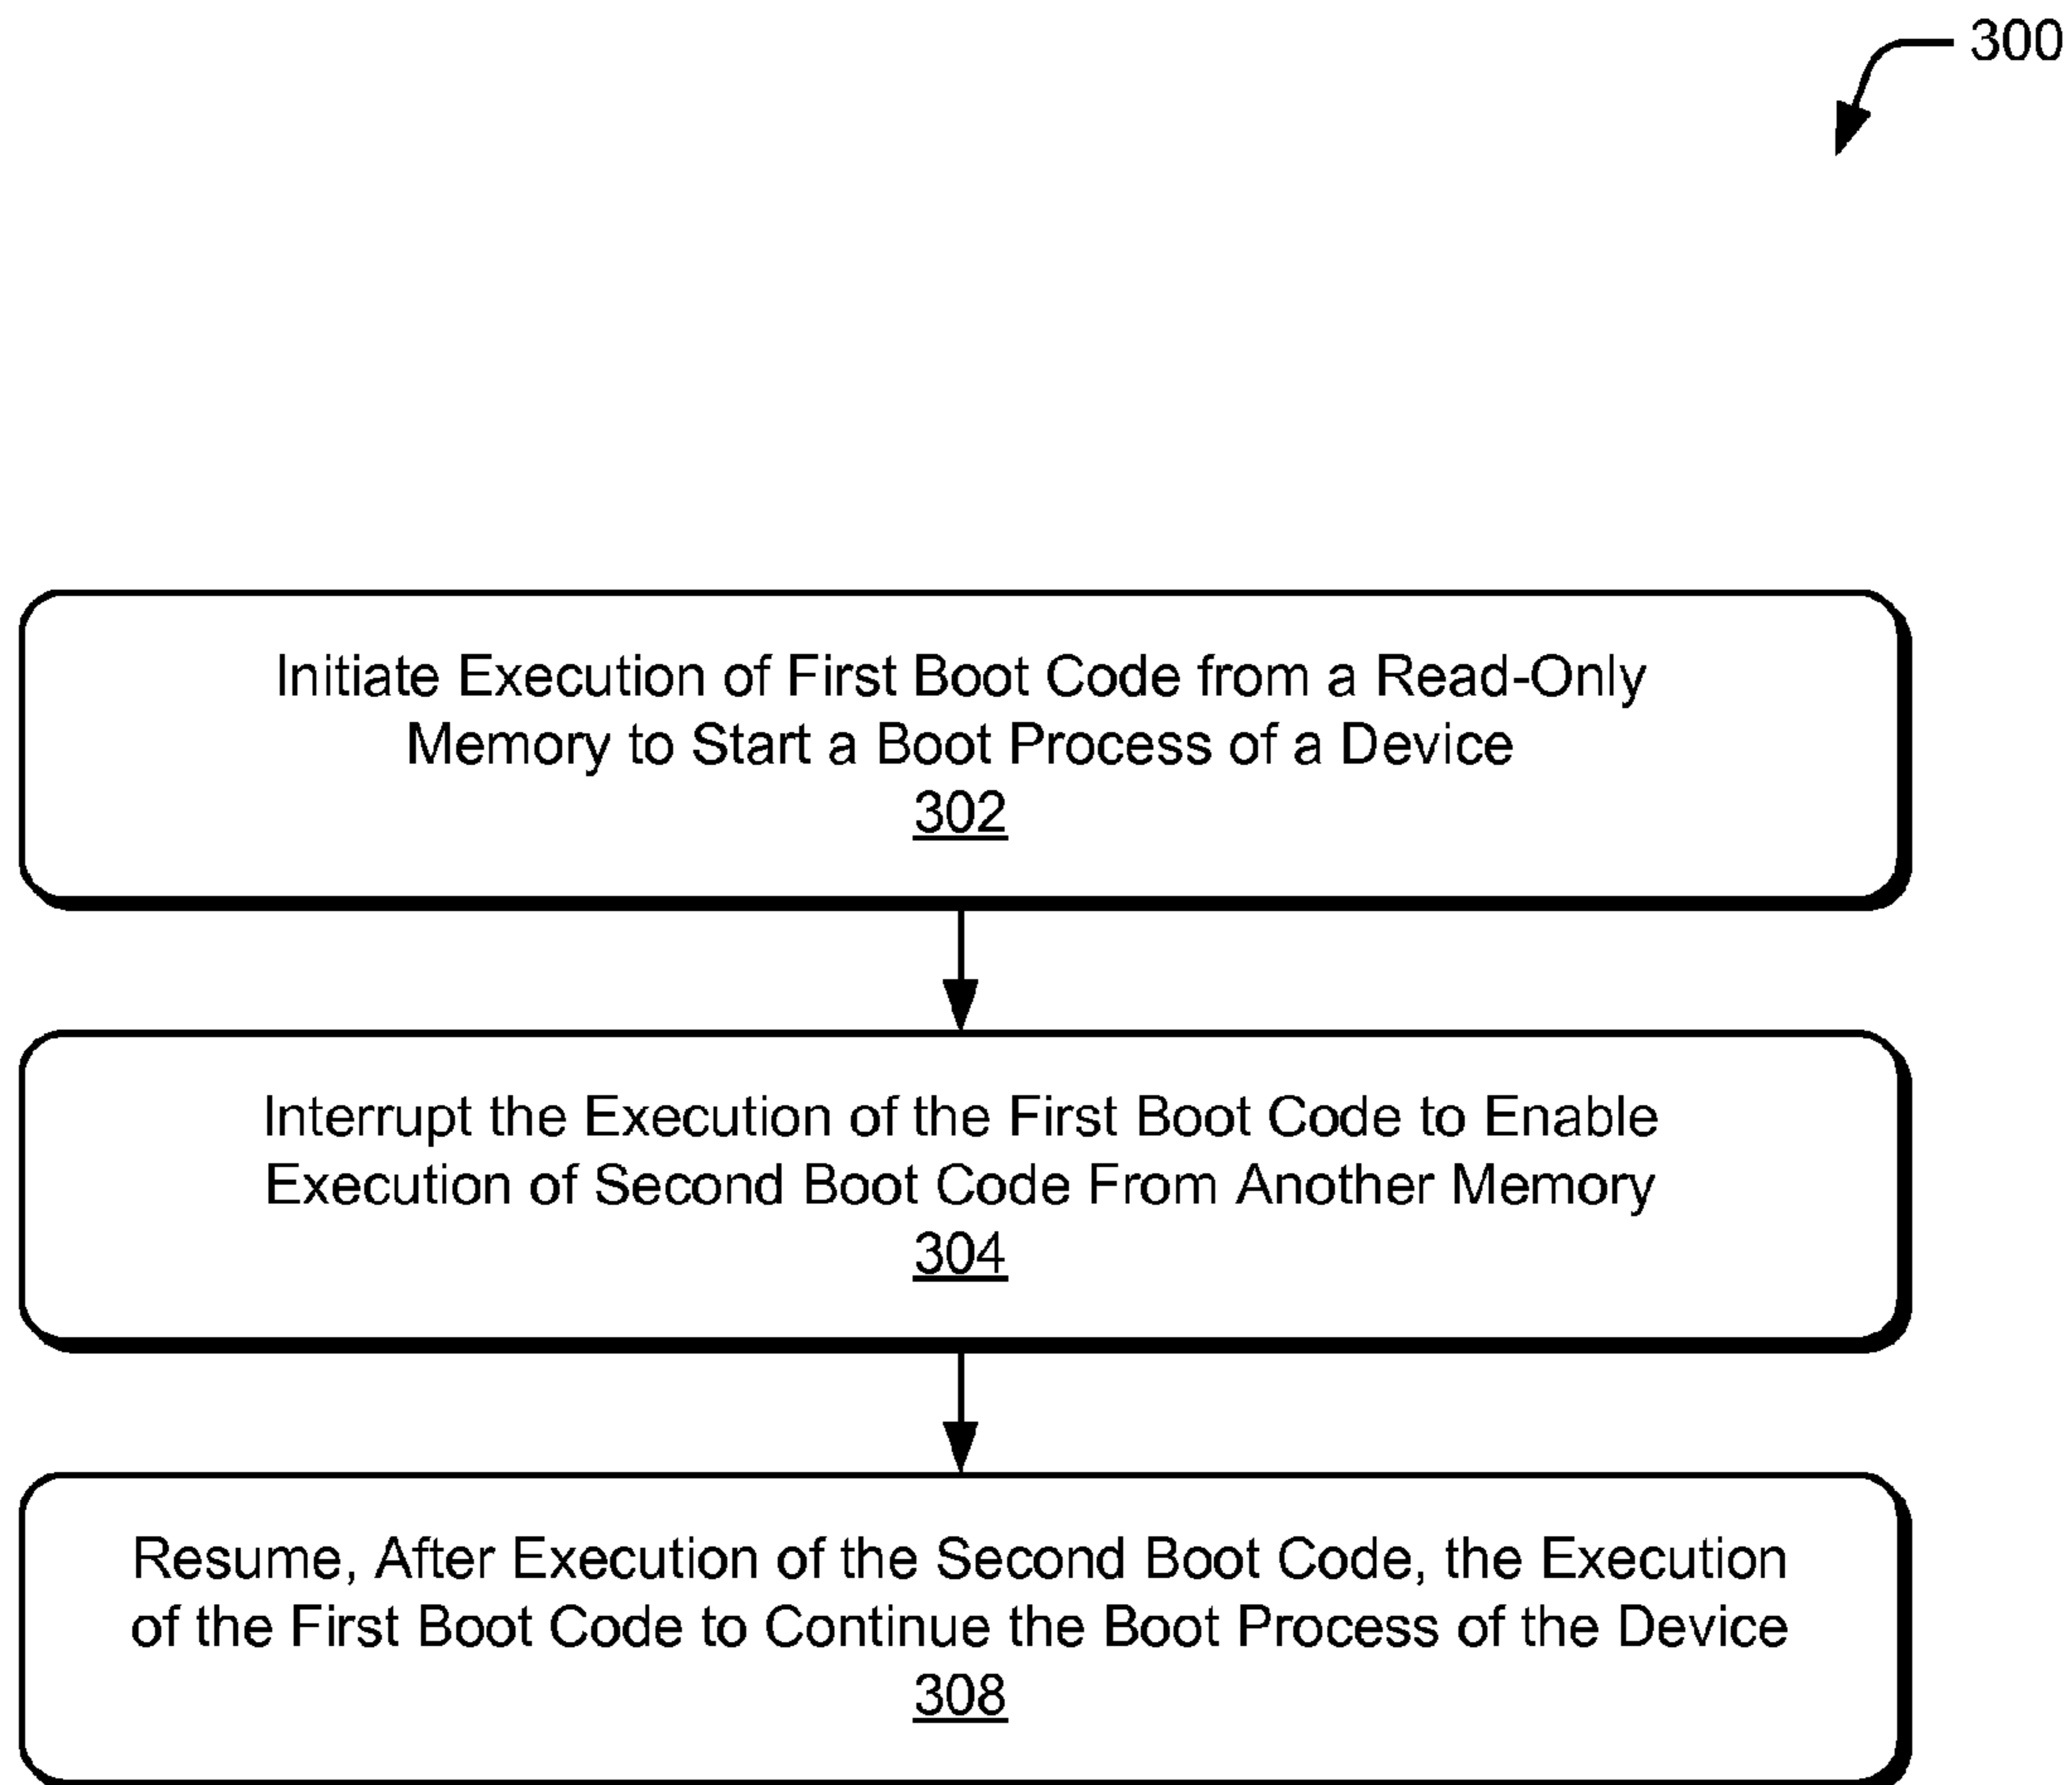 300
Initiate Execution of First Boot Code from a Read-Only
Memory to Start a Boot Process of a Device
302
Interrupt the Execution of the First Boot Code to Enable
Execution of Second Boot Code From Another Memory
304
Resume, After Execution of the Second Boot Code, the Execution
of the First Boot Code to Continue the Boot Process of the Device
308